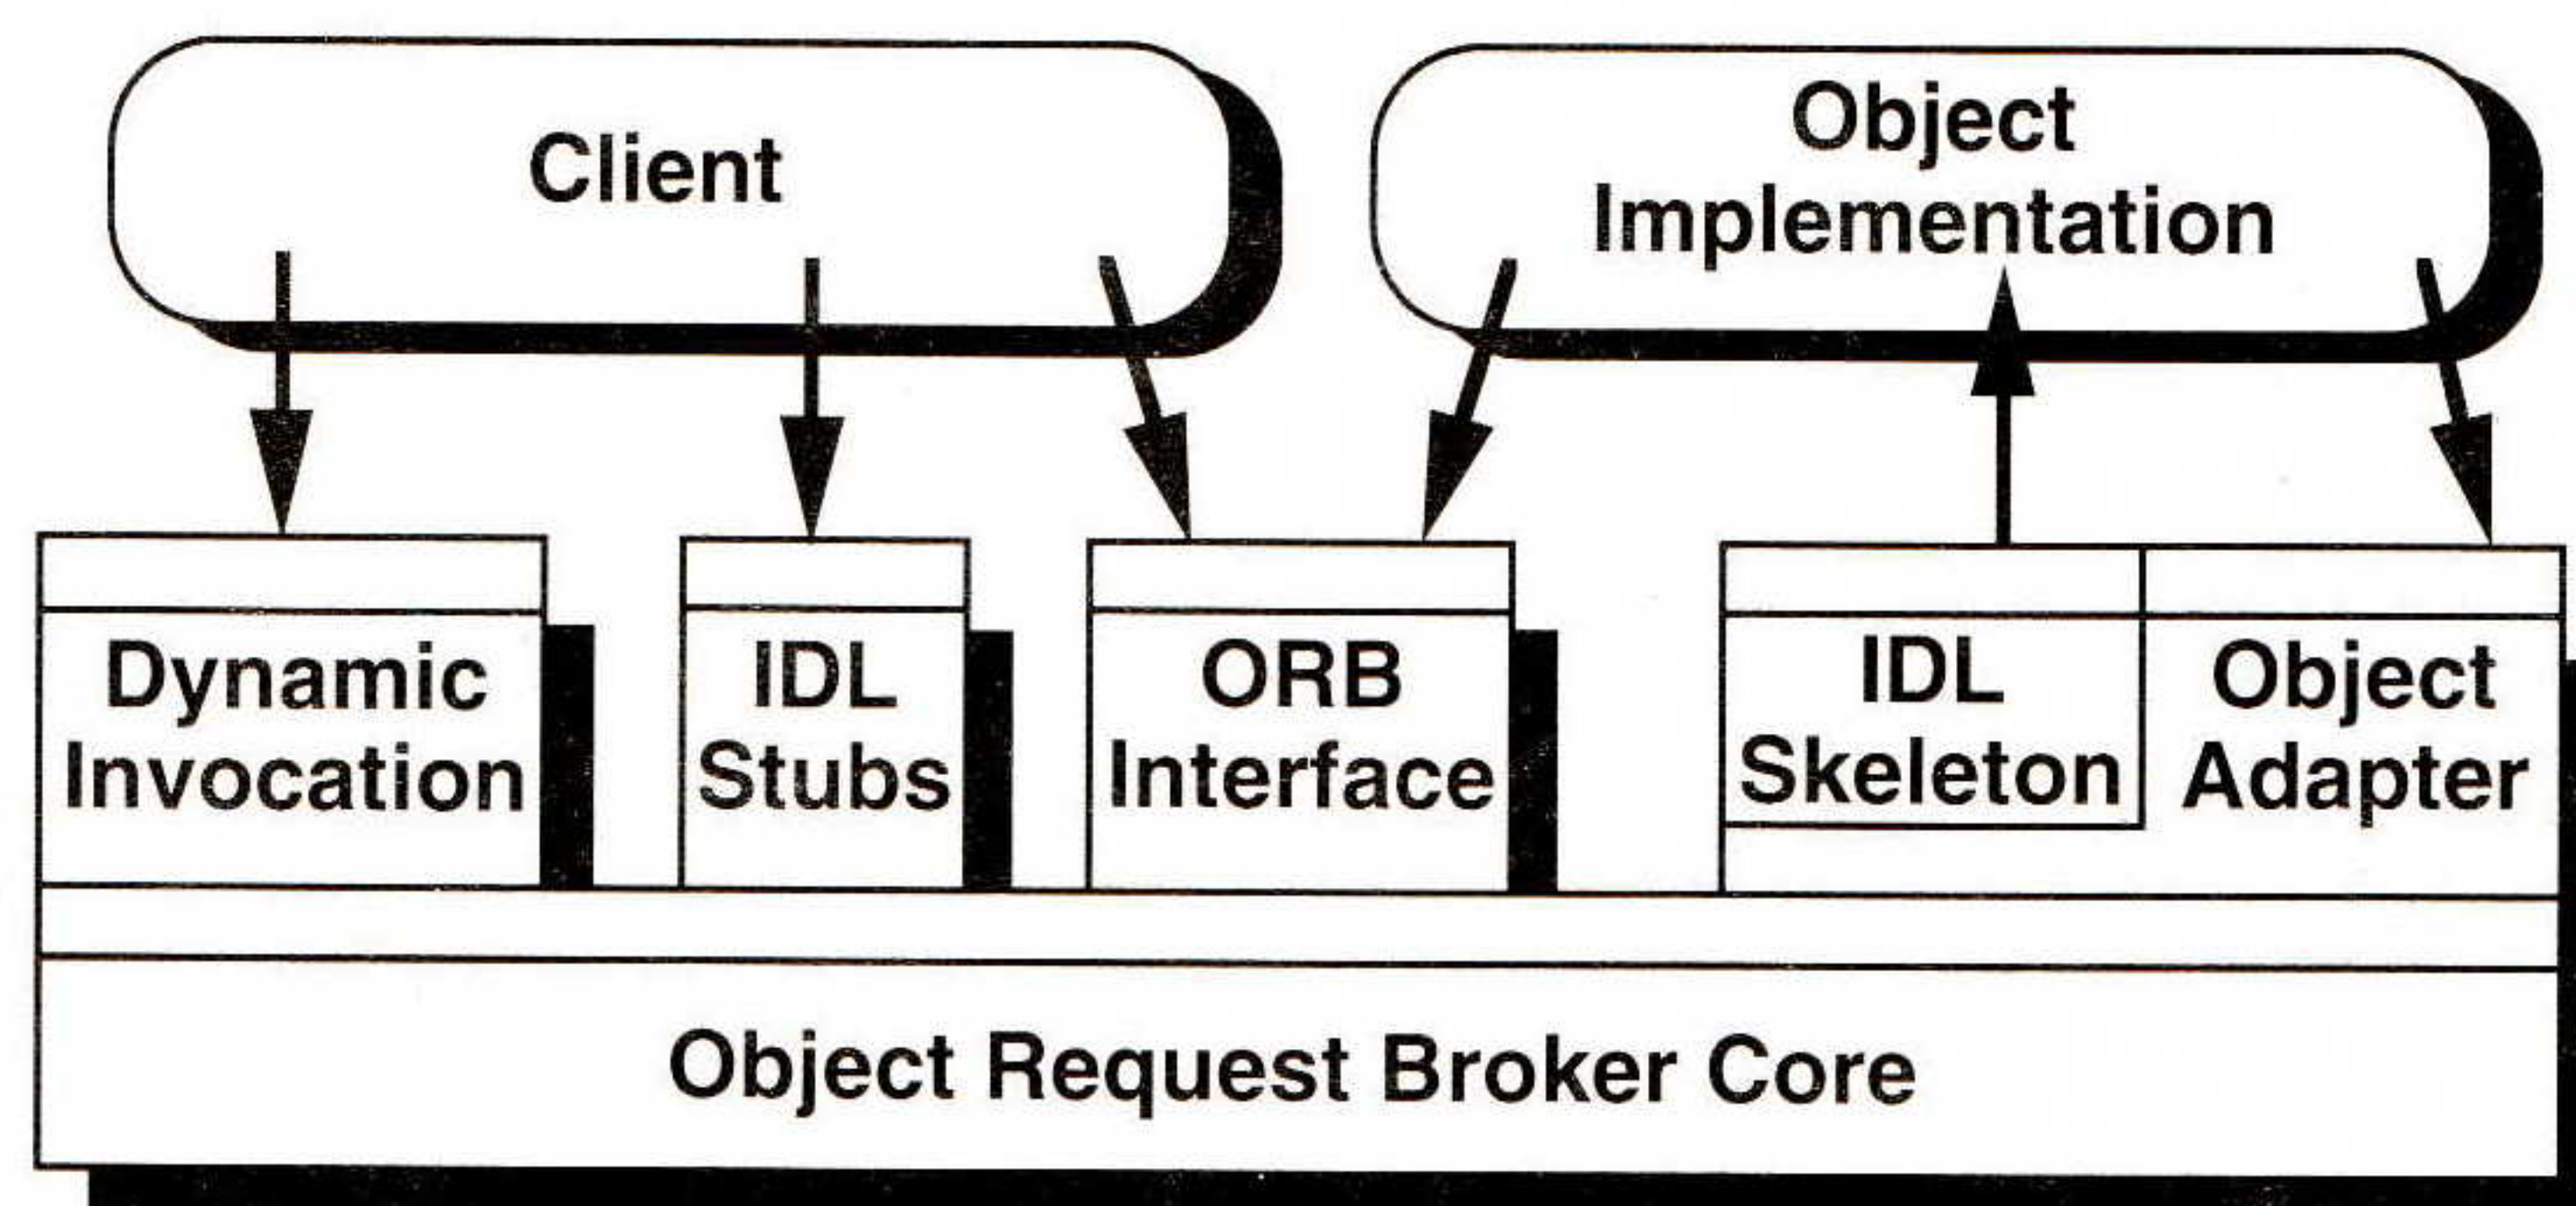 Client
Object
Implementation
Dynamic
Invocation
IDL
Stubs
ORB
Interface
IDL
Skeleton
Object
Adapter
Object Request Broker Core